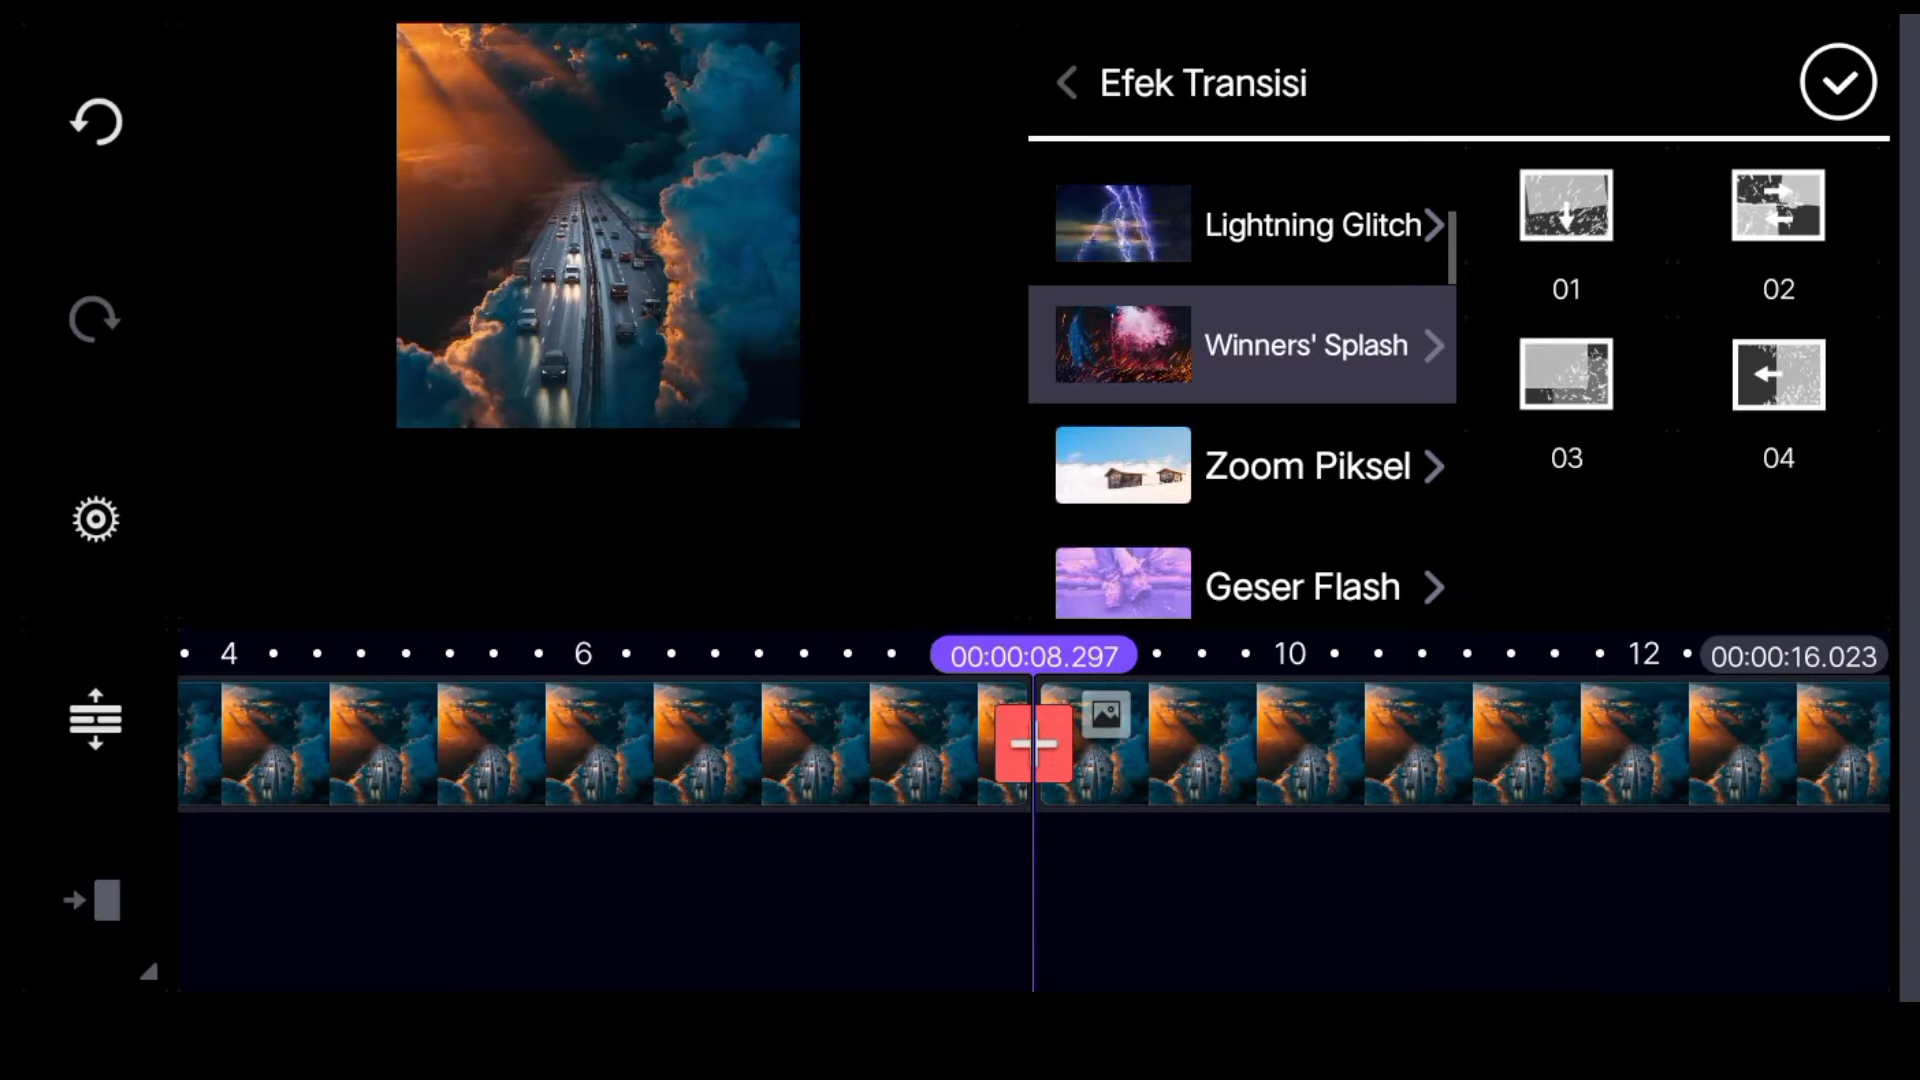 Efek Transisi
Lightning Glitch
Winners' Splash
Zoom Piksel
Geser Flash
01
02
03
04
4
6
00:00:08.297
10
12
00:00:16.023